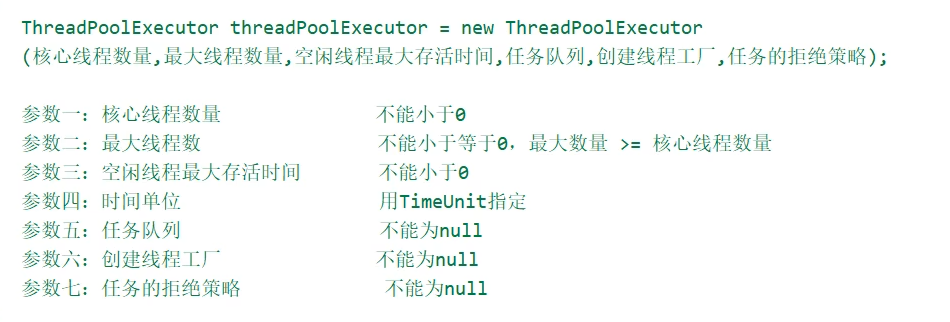 ThreadPoolExecutor threadPoolExecutor = new ThreadPoolExecutor
(核心线程数量,最大线程数量,空闲线程最大存活时间,任务队列,创建线程工厂,任务的拒绝策略);
参数一：核心线程数量 不能小于0
参数二：最大线程数 不能小于等于0，最大数量 >= 核心线程数量
参数三：空闲线程最大存活时间 不能小于0
参数四：时间单位 用TimeUnit指定
参数五：任务队列 不能为null
参数六：创建线程工厂 不能为null
参数七：任务的拒绝策略 不能为null